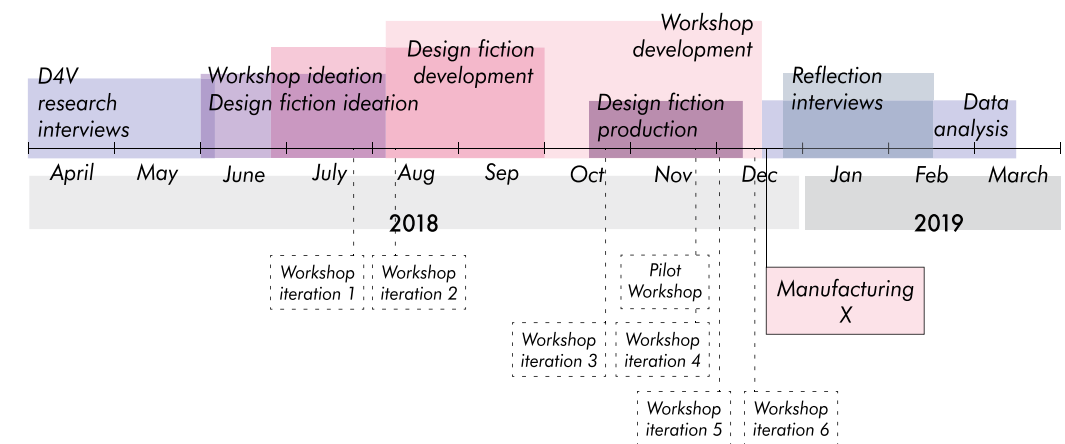 Workshop
development
Design fiction
development
D4V
research
interviews
Workshop ideation
Design fiction ideation
Design fiction
production
Reflection
interviews
Data
analysis
April May June July Aug Sep Oct Nov Dec Jan Feb March
2018 2019
Workshop
iteration 1
Workshop
iteration 2
Pilot
Workshop
Manufacturing
X
Workshop
iteration 3
Workshop
iteration 4
Workshop
iteration 5
Workshop
iteration 6